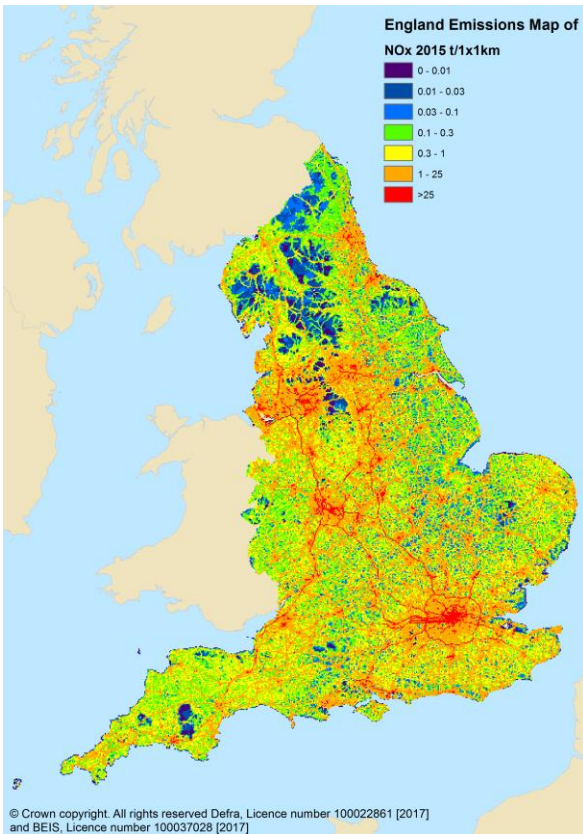 England Emissions Map of
NOx 2015 t/1x1km
0 - 0.01
0.01 - 0.03
0.03 - 0.1
0.1 - 0.3
0.3 - 1
1 - 25
>25
© Crown copyright. All rights reserved Defra, Licence number 100022861 [2017]
and BEIS, Licence number 100037028 [2017]